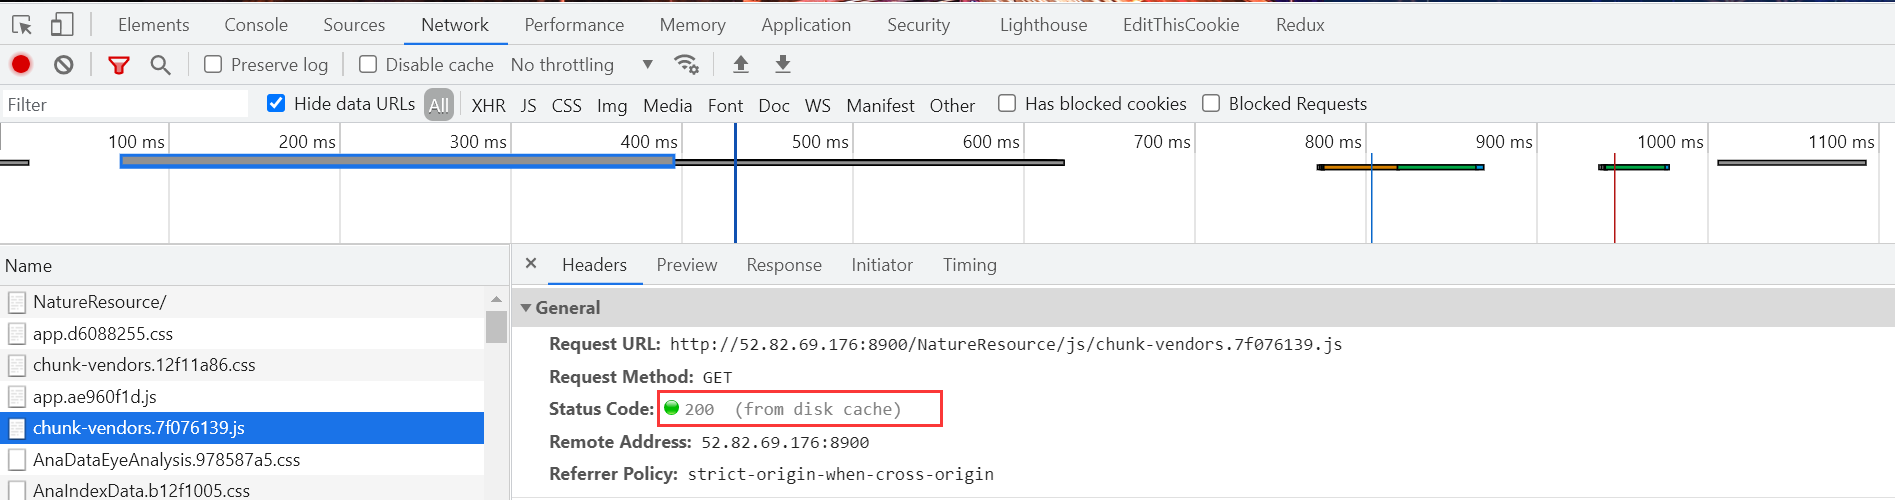 Elements Console Sources Network Performance Memory Application Security Lighthouse EditThisCookie Redux
Preserve log Disable cache No throttling
Filter Hide data URLs All XHR JS CSS Img Media Font Doc WS Manifest Other Has blocked cookies Blocked Requests
100 ms 200 ms 300 ms 400 ms 500 ms 600 ms 700 ms 800 ms 900 ms 1000 ms 1100 ms
Name
NatureResource/
app.d6088255.css
chunk-vendors.12f11a86.css
app.ae960f1d.js
chunk-vendors.7f076139.js
AnaDataEyeAnalysis.978587a5.css
AnaIndexData.b12f1005.css
× Headers Preview Response Initiator Timing
General
Request URL: http://52.82.69.176:8900/NatureResource/js/chunk-vendors.7f076139.js
Request Method: GET
Status Code: 200 (from disk cache)
Remote Address: 52.82.69.176:8900
Referrer Policy: strict-origin-when-cross-origin